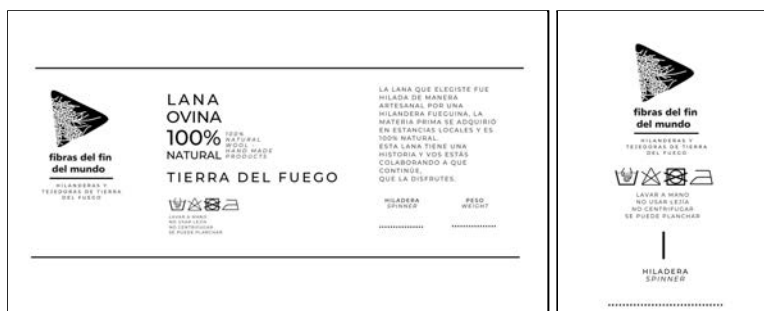 fibras del fin
del mundo
HILANDERAS Y
TEJEDORAS DE TIERRA
DEL FUEGO
LANA
OVINA
100%
NATURAL
100%
NATURAL
WOOL
HAND MADE
PRODUCTS
TIERRA DEL FUEGO
LAVAR A MANO
NO USAR LEJÍA
NO CENTRIFUGAR
SE PUEDE PLANCHAR
LA LANA QUE ELEGISTE FUE
HILADA DE MANERA
ARTESANAL POR UNA
HILANDERA FUEGUINA, LA
MATERIA PRIMA SE ADQUIRIÓ
EN ESTANCIAS LOCALES Y ES
100% NATURAL.
ESTA LANA TIENE UNA
HISTORIA Y VOS ESTÁS
COLABORANDO A QUE
CONTINÚE,
QUE LA DISFRUTES.
HILADERA
SPINNER
PESO
WEIGHT
fibras del fin
del mundo
HILANDERAS Y
TEJEDORAS DE TIERRA
DEL FUEGO
LAVAR A MANO
NO USAR LEJÍA
NO CENTRIFUGAR
SE PUEDE PLANCHAR
HILADERA
SPINNER